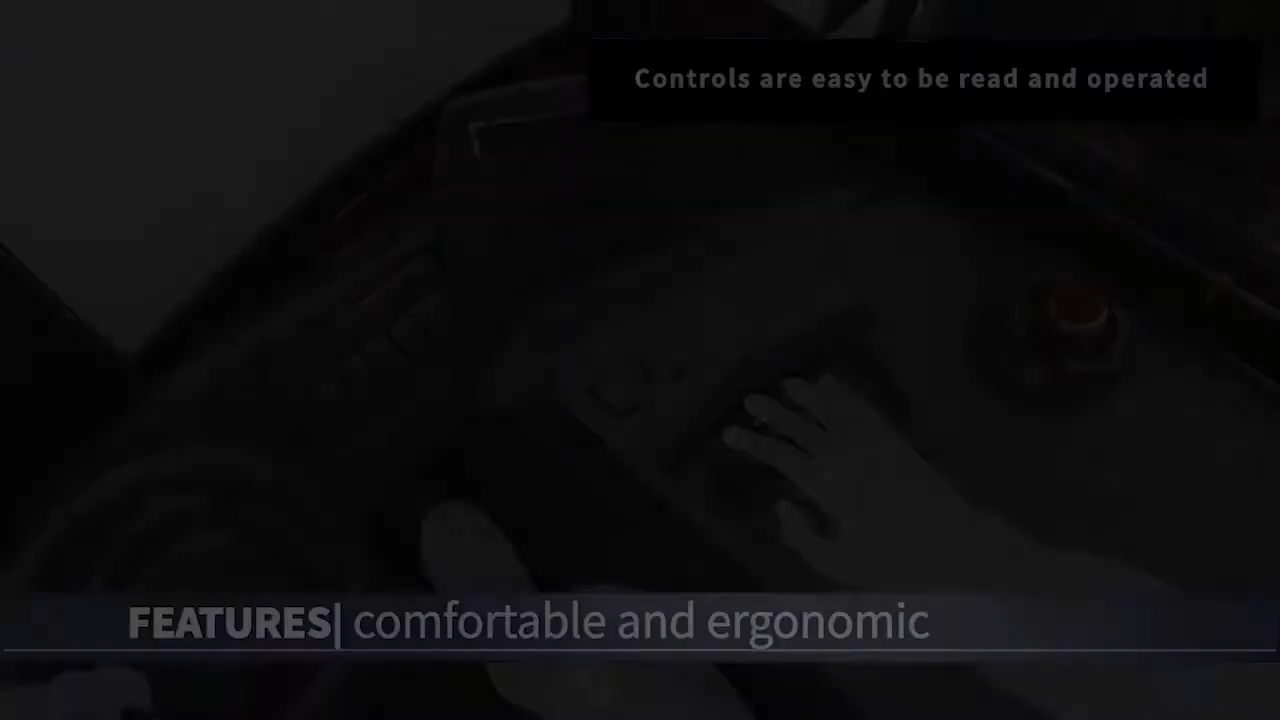 Controls are easy to be read and operated
FEATURES| comfortable and ergonomic